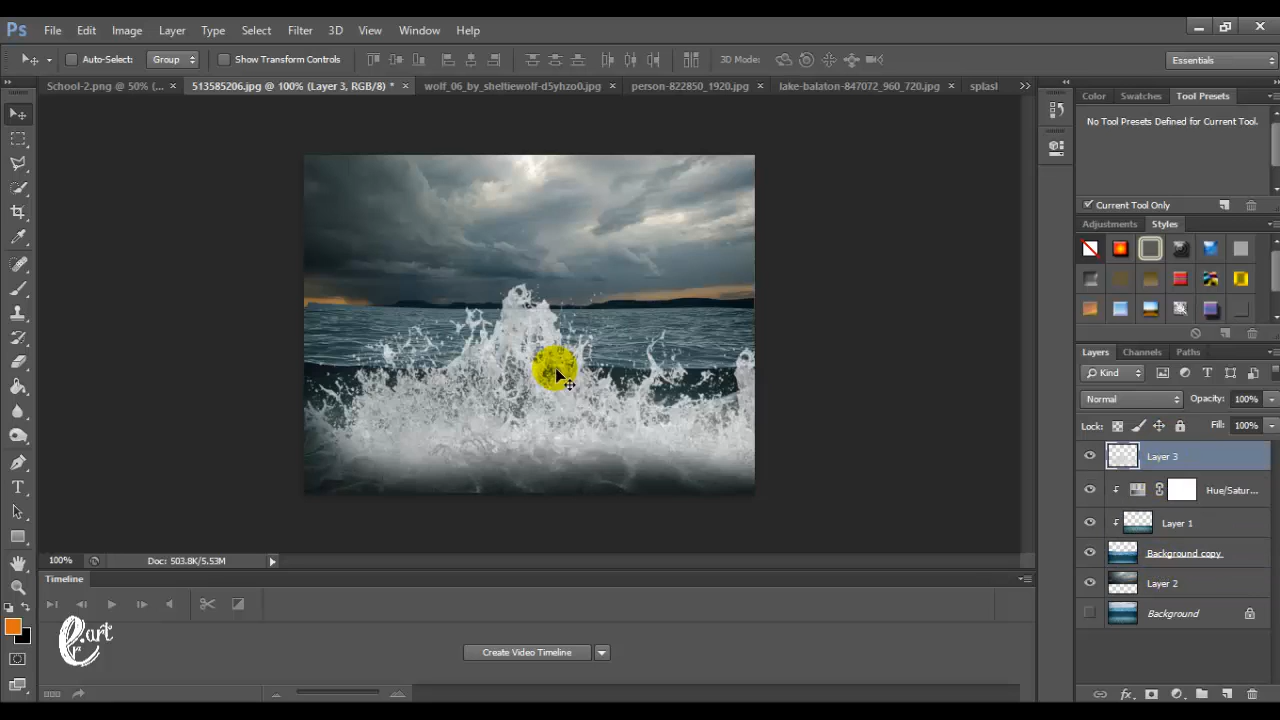 Ps File Edit Image Layer Type Select Filter 3D View Window Help
Auto-Select: Group Show Transform Controls 3D Mode: Essentials
School-2.png @ 50% (... × 513585206.jpg @ 100% (Layer 3, RGB/8) * × wolf_06_by_sheltiewolf-d5yhzo0.jpg × person-822850_1920.jpg × lake-balaton-847072_960_720.jpg × splasl
Color Swatches Tool Presets
No Tool Presets Defined for Current Tool.
Current Tool Only
Adjustments Styles
Layers Channels Paths
Kind
Normal Opacity: 100%
Lock: Fill: 100%
Layer 3
Hue/Satur...
Layer 1
Background copy
Layer 2
Background
100% Doc: 503.8K/5.53M
Timeline
Create Video Timeline
art